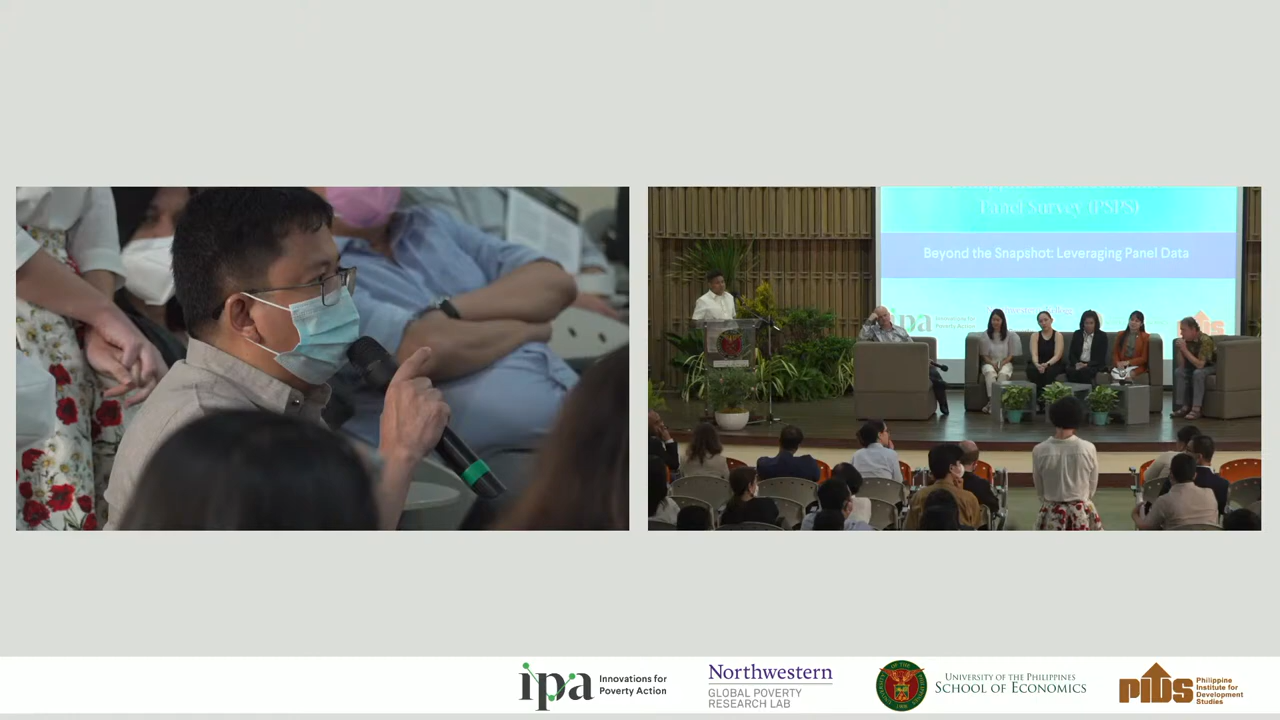 Panel Survey (PSPS)
Beyond the Snapshot: Leveraging Panel Data
ipa
Innovations for
Poverty Action
Northwestern
GLOBAL POVERTY
RESEARCH LAB
UNIVERSITY OF THE PHILIPPINES
SCHOOL OF ECONOMICS
PIDS
Philippine
Institute for
Development
Studies